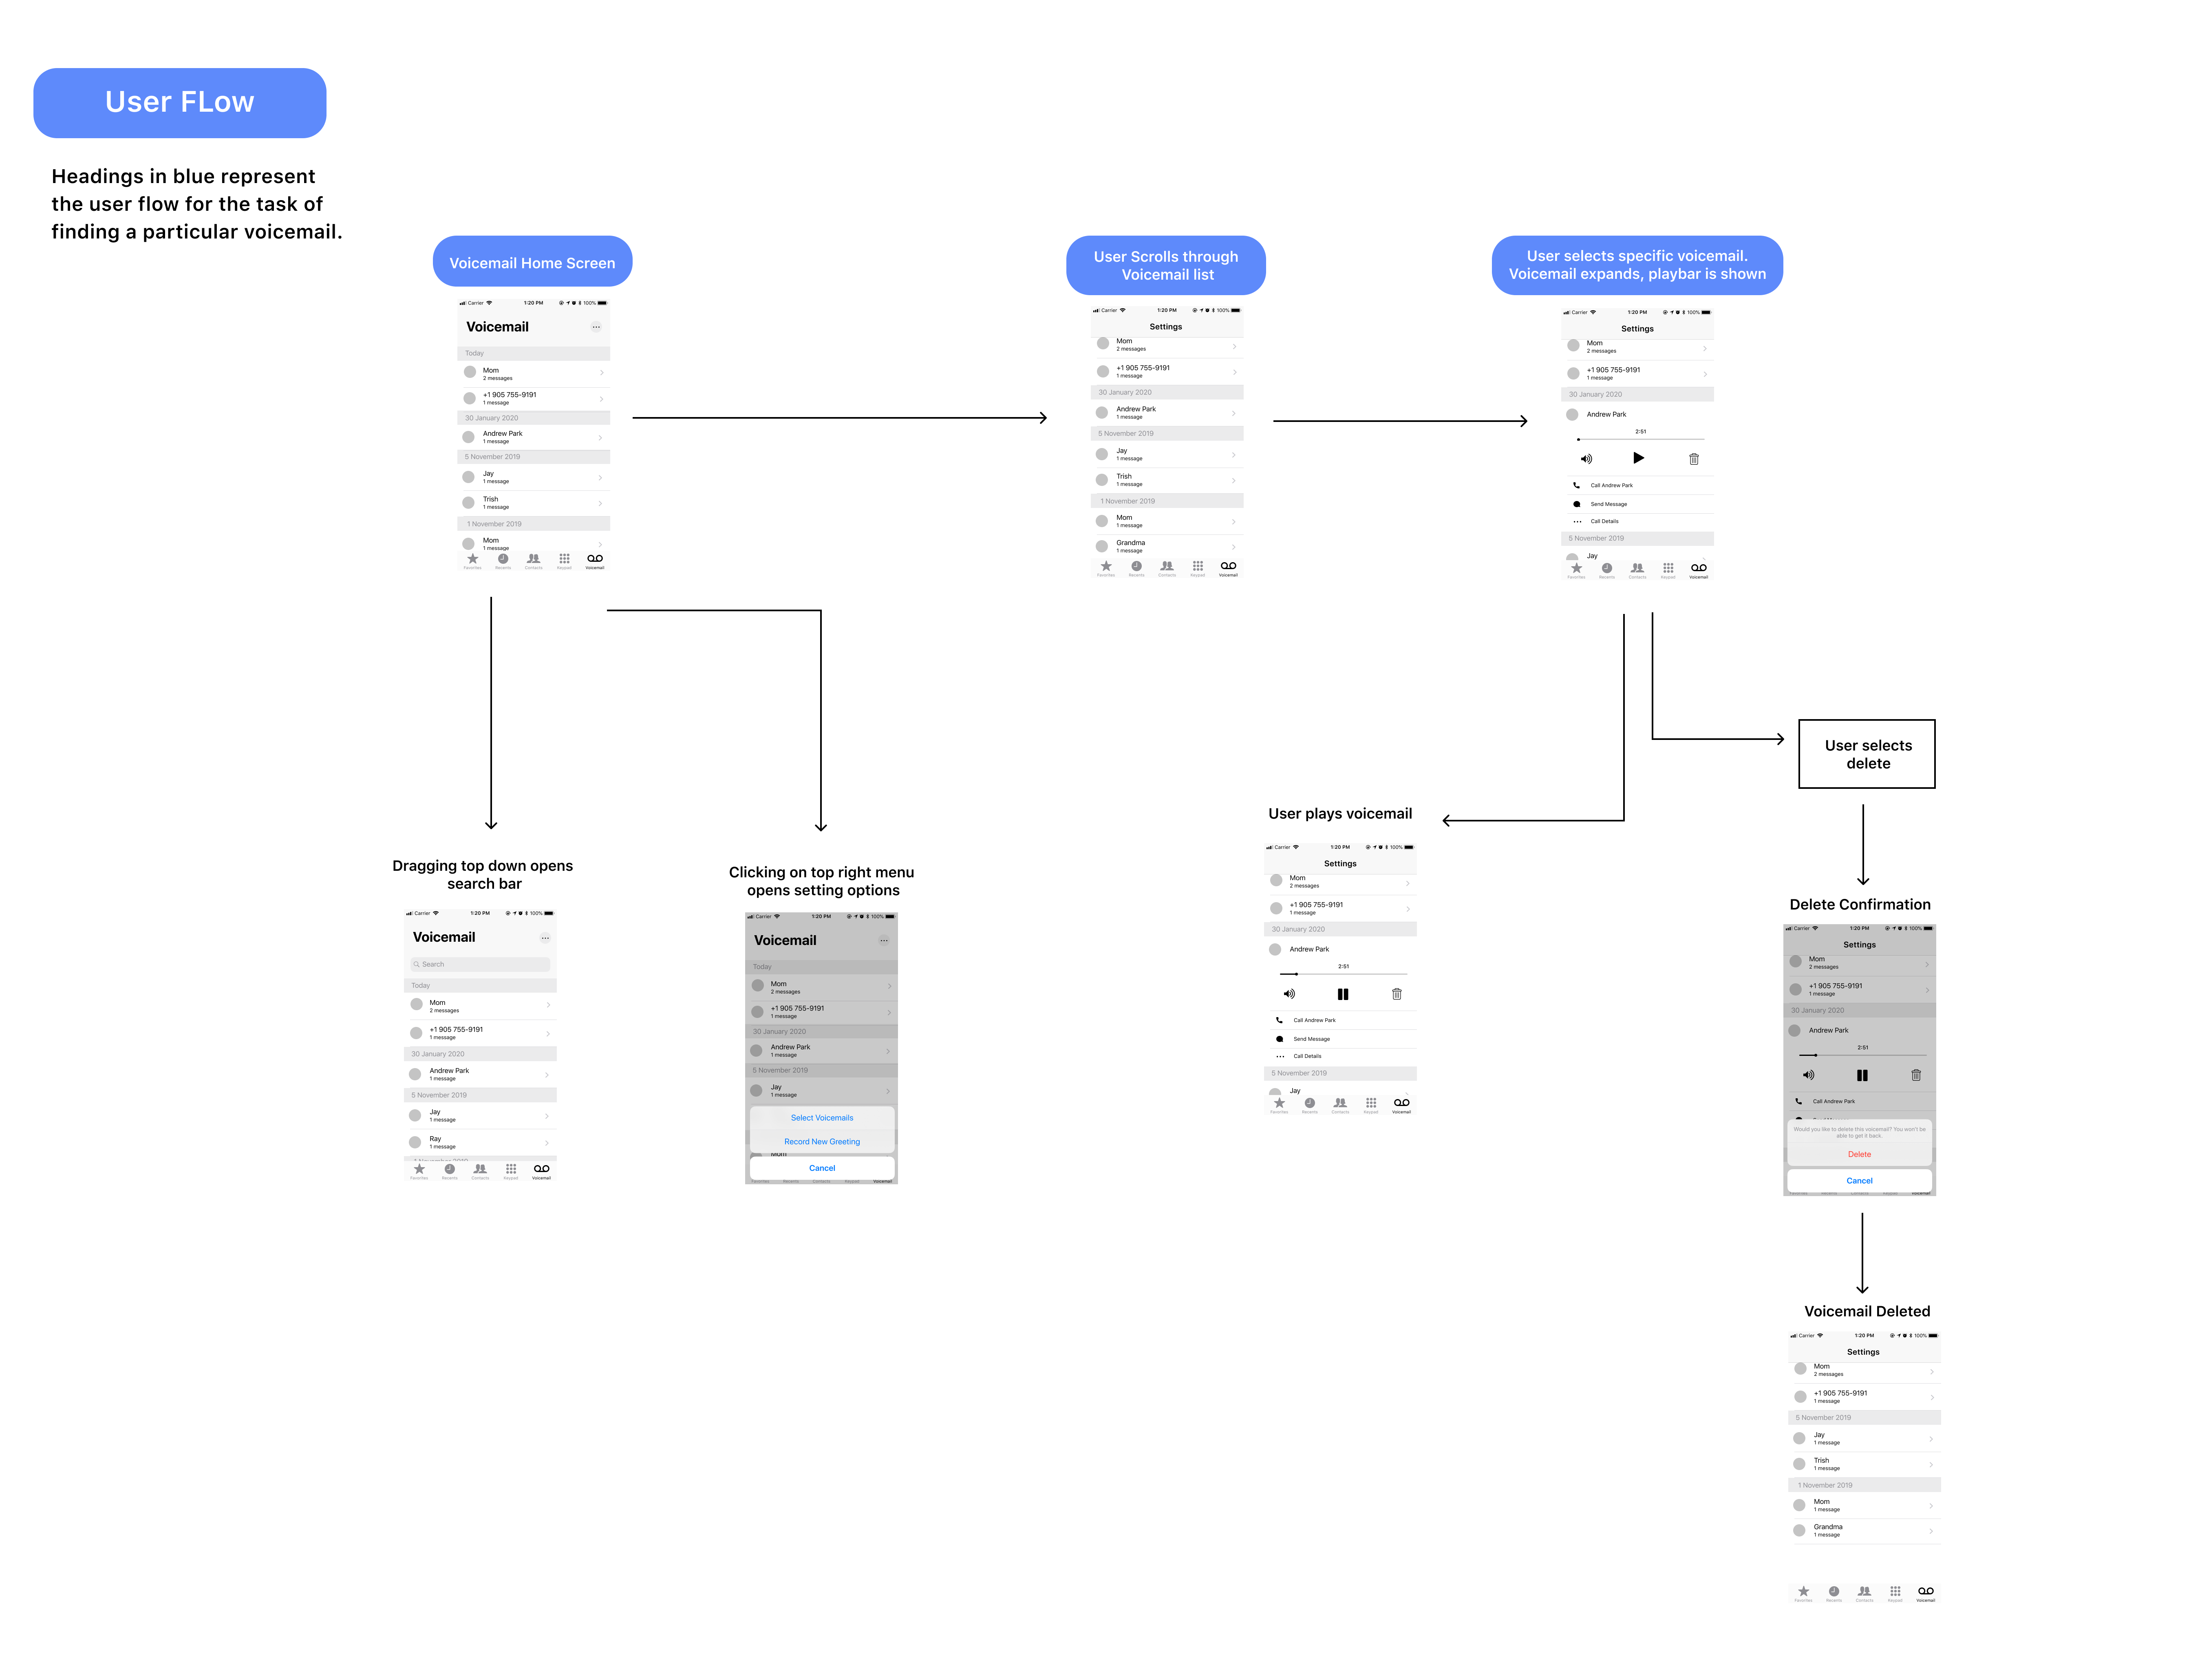 User FLow
Headings in blue represent
the user flow for the task of
finding a particular voicemail.
Voicemail Home Screen
Carrier 1:20 PM 100%
Voicemail
Today
Mom
2 messages
+1 905 755-9191
1 message
30 January 2020
Andrew Park
1 message
5 November 2019
Jay
1 message
Trish
1 message
1 November 2019
Mom
1 message
Favorites Recents Contacts Keypad Voicemail
User Scrolls through
Voicemail list
Carrier 1:20 PM 100%
Settings
Mom
2 messages
+1 905 755-9191
1 message
30 January 2020
Andrew Park
1 message
5 November 2019
Jay
1 message
Trish
1 message
1 November 2019
Mom
1 message
Grandma
1 message
Favorites Recents Contacts Keypad Voicemail
User selects specific voicemail.
Voicemail expands, playbar is shown
Carrier 1:20 PM 100%
Settings
Mom
2 messages
+1 905 755-9191
1 message
30 January 2020
Andrew Park
2:51
Call Andrew Park
Send Message
Call Details
5 November 2019
Jay
Favorites Recents Contacts Keypad Voicemail
Dragging top down opens
search bar
Carrier 1:20 PM 100%
Voicemail
Search
Today
Mom
2 messages
+1 905 755-9191
1 message
30 January 2020
Andrew Park
1 message
5 November 2019
Jay
1 message
Ray
1 message
1 November 2019
Favorites Recents Contacts Keypad Voicemail
Clicking on top right menu
opens setting options
Carrier 1:20 PM 100%
Voicemail
Today
Mom
2 messages
+1 905 755-9191
1 message
30 January 2020
Andrew Park
1 message
5 November 2019
Jay
1 message
Select Voicemails
Record New Greeting
Mom
Cancel
Favorites Recents Contacts Keypad Voicemail
User plays voicemail
Carrier 1:20 PM 100%
Settings
Mom
2 messages
+1 905 755-9191
1 message
30 January 2020
Andrew Park
2:51
Call Andrew Park
Send Message
Call Details
5 November 2019
Jay
Favorites Recents Contacts Keypad Voicemail
User selects
delete
Delete Confirmation
Carrier 1:20 PM 100%
Settings
Mom
2 messages
+1 905 755-9191
1 message
30 January 2020
Andrew Park
2:51
Call Andrew Park
Would you like to delete this voicemail? You won't be
able to get it back.
Delete
Cancel
Voicemail Deleted
Carrier 1:20 PM 100%
Settings
Mom
2 messages
+1 905 755-9191
1 message
5 November 2019
Jay
1 message
Trish
1 message
1 November 2019
Mom
1 message
Grandma
1 message
Favorites Recents Contacts Keypad Voicemail